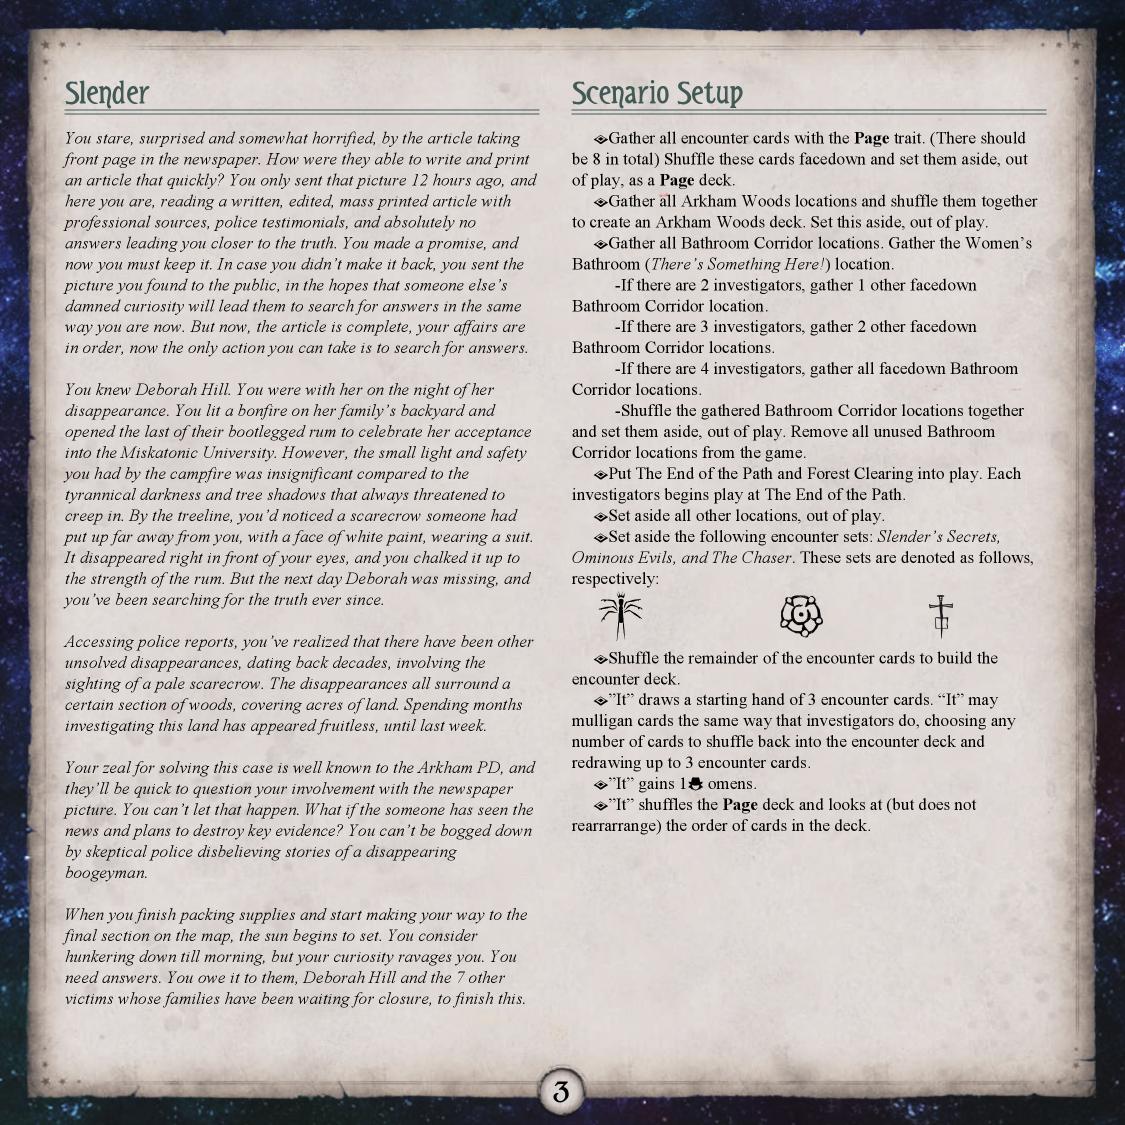 Slender
You stare, surprised and somewhat horrified, by the article taking
front page in the newspaper. How were they able to write and print
an article that quickly? You only sent that picture 12 hours ago, and
here you are, reading a written, edited, mass printed article with
professional sources, police testimonials, and absolutely no
answers leading you closer to the truth. You made a promise, and
now you must keep it. In case you didn't make it back, you sent the
picture you found to the public, in the hopes that someone else's
damned curiosity will lead them to search for answers in the same
way you are now. But now, the article is complete, your affairs are
in order, now the only action you can take is to search for answers.
You knew Deborah Hill. You were with her on the night of her
disappearance. You lit a bonfire on her family's backyard and
opened the last of their bootlegged rum to celebrate her acceptance
into the Miskatonic University. However, the small light and safety
you had by the campfire was insignificant compared to the
tyrannical darkness and tree shadows that always threatened to
creep in. By the treeline, you'd noticed a scarecrow someone had
put up far away from you, with a face of white paint, wearing a suit.
It disappeared right in front of your eyes, and you chalked it up to
the strength of the rum. But the next day Deborah was missing, and
you've been searching for the truth ever since.
Accessing police reports, you've realized that there have been other
unsolved disappearances, dating back decades, involving the
sighting of a pale scarecrow. The disappearances all surround a
certain section of woods, covering acres of land. Spending months
investigating this land has appeared fruitless, until last week.
Your zeal for solving this case is well known to the Arkham PD, and
they'll be quick to question your involvement with the newspaper
picture. You can't let that happen. What if the someone has seen the
news and plans to destroy key evidence? You can't be bogged down
by skeptical police disbelieving stories of a disappearing
boogeyman.
When you finish packing supplies and start making your way to the
final section on the map, the sun begins to set. You consider
hunkering down till morning, but your curiosity ravages you. You
need answers. You owe it to them, Deborah Hill and the 7 other
victims whose families have been waiting for closure, to finish this.
Scenario Setup
Gather all encounter cards with the Page trait. (There should
be 8 in total) Shuffle these cards facedown and set them aside, out
of play, as a Page deck.
Gather all Arkham Woods locations and shuffle them together
to create an Arkham Woods deck. Set this aside, out of play.
Gather all Bathroom Corridor locations. Gather the Women's
Bathroom (There's Something Here!) location.
-If there are 2 investigators, gather 1 other facedown
Bathroom Corridor location.
-If there are 3 investigators, gather 2 other facedown
Bathroom Corridor locations.
-If there are 4 investigators, gather all facedown Bathroom
Corridor locations.
-Shuffle the gathered Bathroom Corridor locations together
and set them aside, out of play. Remove all unused Bathroom
Corridor locations from the game.
Put The End of the Path and Forest Clearing into play. Each
investigators begins play at The End of the Path.
Set aside all other locations, out of play.
Set aside the following encounter sets: Slender's Secrets,
Ominous Evils, and The Chaser. These sets are denoted as follows,
respectively:
Shuffle the remainder of the encounter cards to build the
encounter deck.
"It" draws a starting hand of 3 encounter cards. "It" may
mulligan cards the same way that investigators do, choosing any
number of cards to shuffle back into the encounter deck and
redrawing up to 3 encounter cards.
"It" gains 1 omens.
"It" shuffles the Page deck and looks at (but does not
rearrarrange) the order of cards in the deck.
3